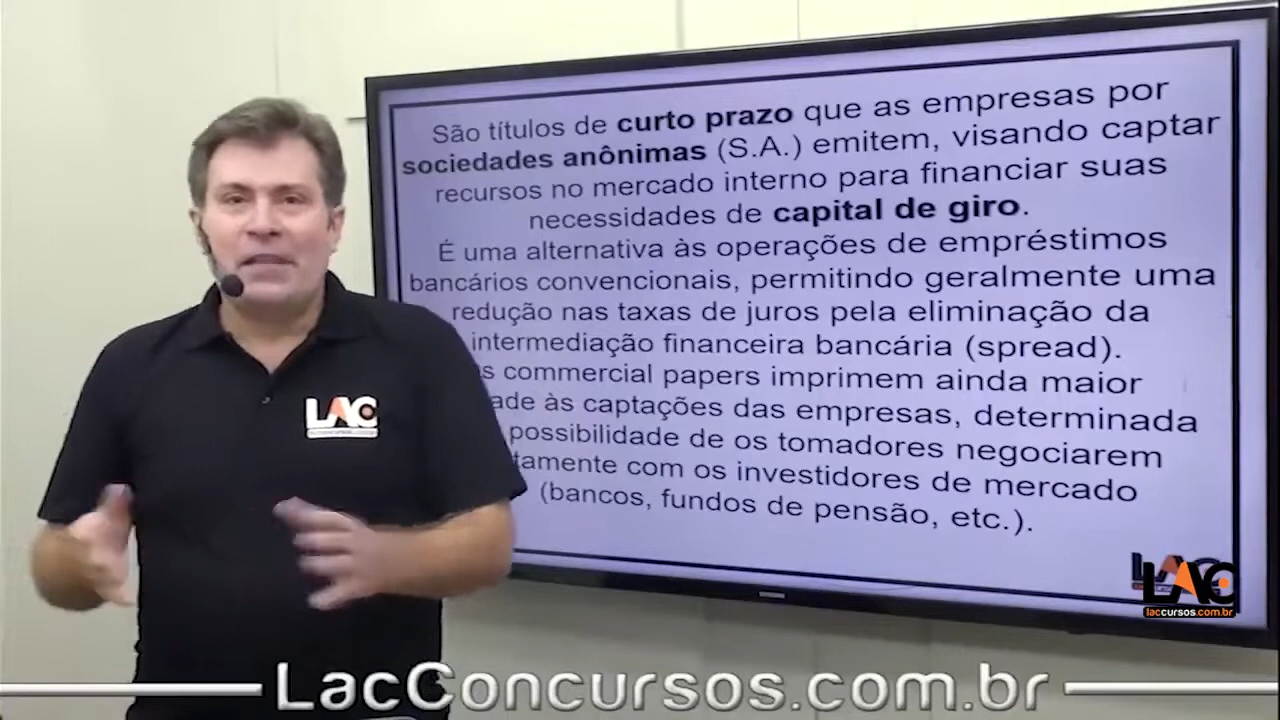 São títulos de curto prazo que as empresas por
sociedades anônimas (S.A.) emitem, visando captar
recursos no mercado interno para financiar suas
necessidades de capital de giro.
É uma alternativa às operações de empréstimos
bancários convencionais, permitindo geralmente uma
redução nas taxas de juros pela eliminação da
intermediação financeira bancária (spread).
commercial papers imprimem ainda maior
às captações das empresas, determinada
possibilidade de os tomadores negociarem
com os investidores de mercado
(bancos, fundos de pensão, etc.).
LAC
LAC
LAC
laccursos.com.br
LacConcursos.com.br